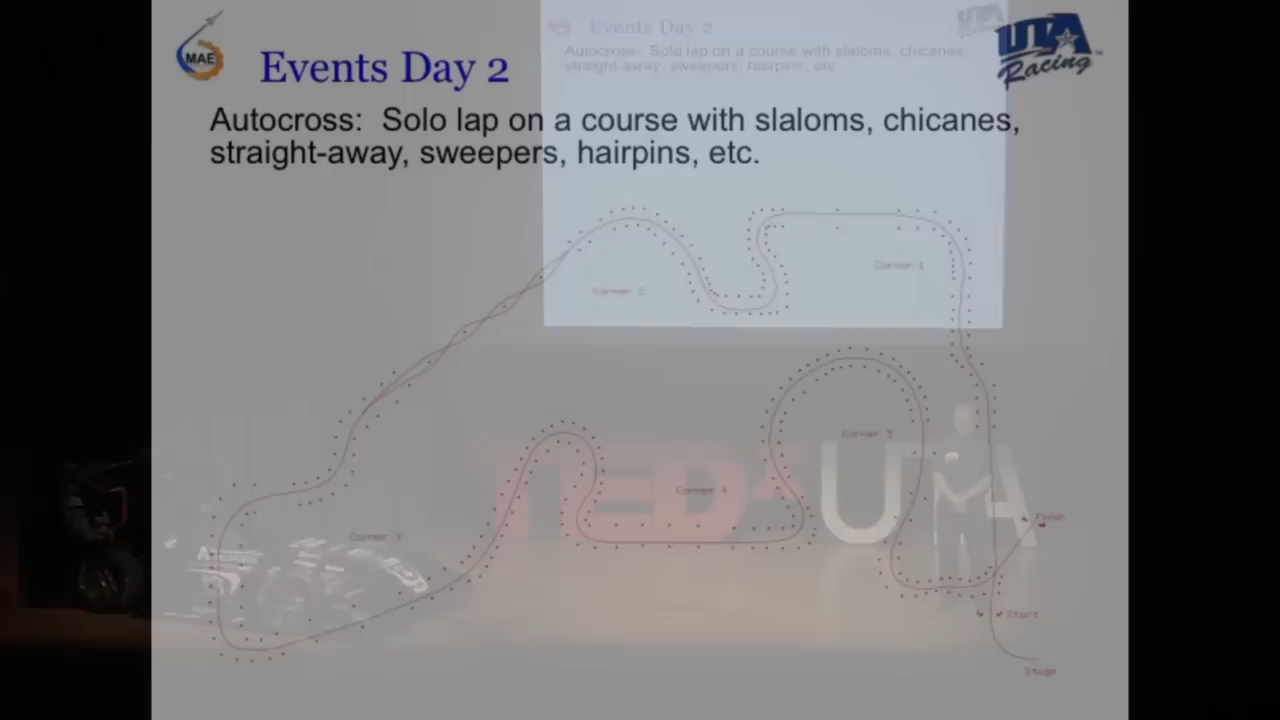 MAE
Events Day 2
UTA
Racing
Autocross: Solo lap on a course with slaloms, chicanes,
straight-away, sweepers, hairpins, etc.
Events Day 2
Autocross: Solo lap on a course with slaloms, chicanes,
straight-away, sweepers, hairpins, etc
Corner 1
Corner 2
Corner 5
Corner 4
Corner 3
TEDxUTA
Finish
Start
Stage